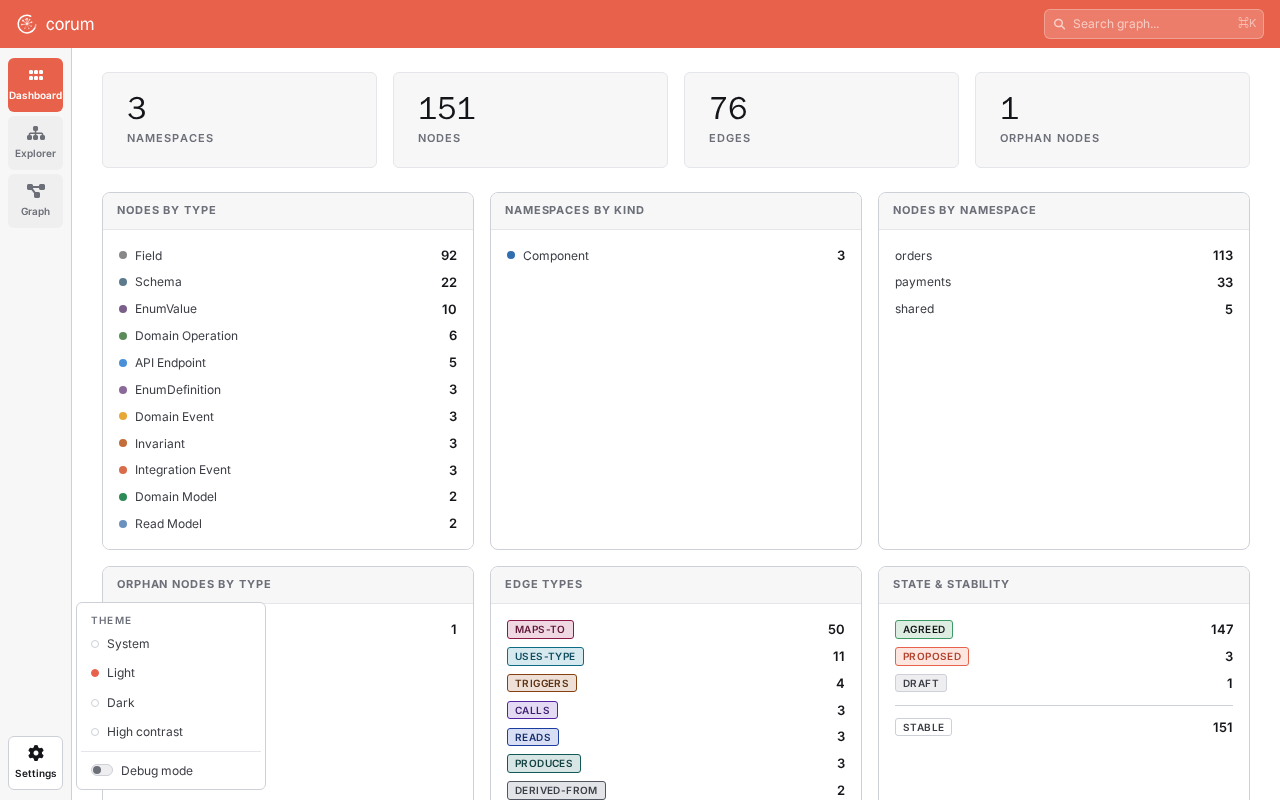 corum
Search graph...
⌘K
Dashboard
Explorer
Graph
Settings
3
NAMESPACES
151
NODES
76
EDGES
1
ORPHAN NODES
NODES BY TYPE
Field 92
Schema 22
EnumValue 10
Domain Operation 6
API Endpoint 5
EnumDefinition 3
Domain Event 3
Invariant 3
Integration Event 3
Domain Model 2
Read Model 2
NAMESPACES BY KIND
Component 3
NODES BY NAMESPACE
orders 113
payments 33
shared 5
ORPHAN NODES BY TYPE
1
THEME
System
Light
Dark
High contrast
Debug mode
EDGE TYPES
MAPS-TO 50
USES-TYPE 11
TRIGGERS 4
CALLS 3
READS 3
PRODUCES 3
DERIVED-FROM 2
STATE & STABILITY
AGREED 147
PROPOSED 3
DRAFT 1
STABLE 151